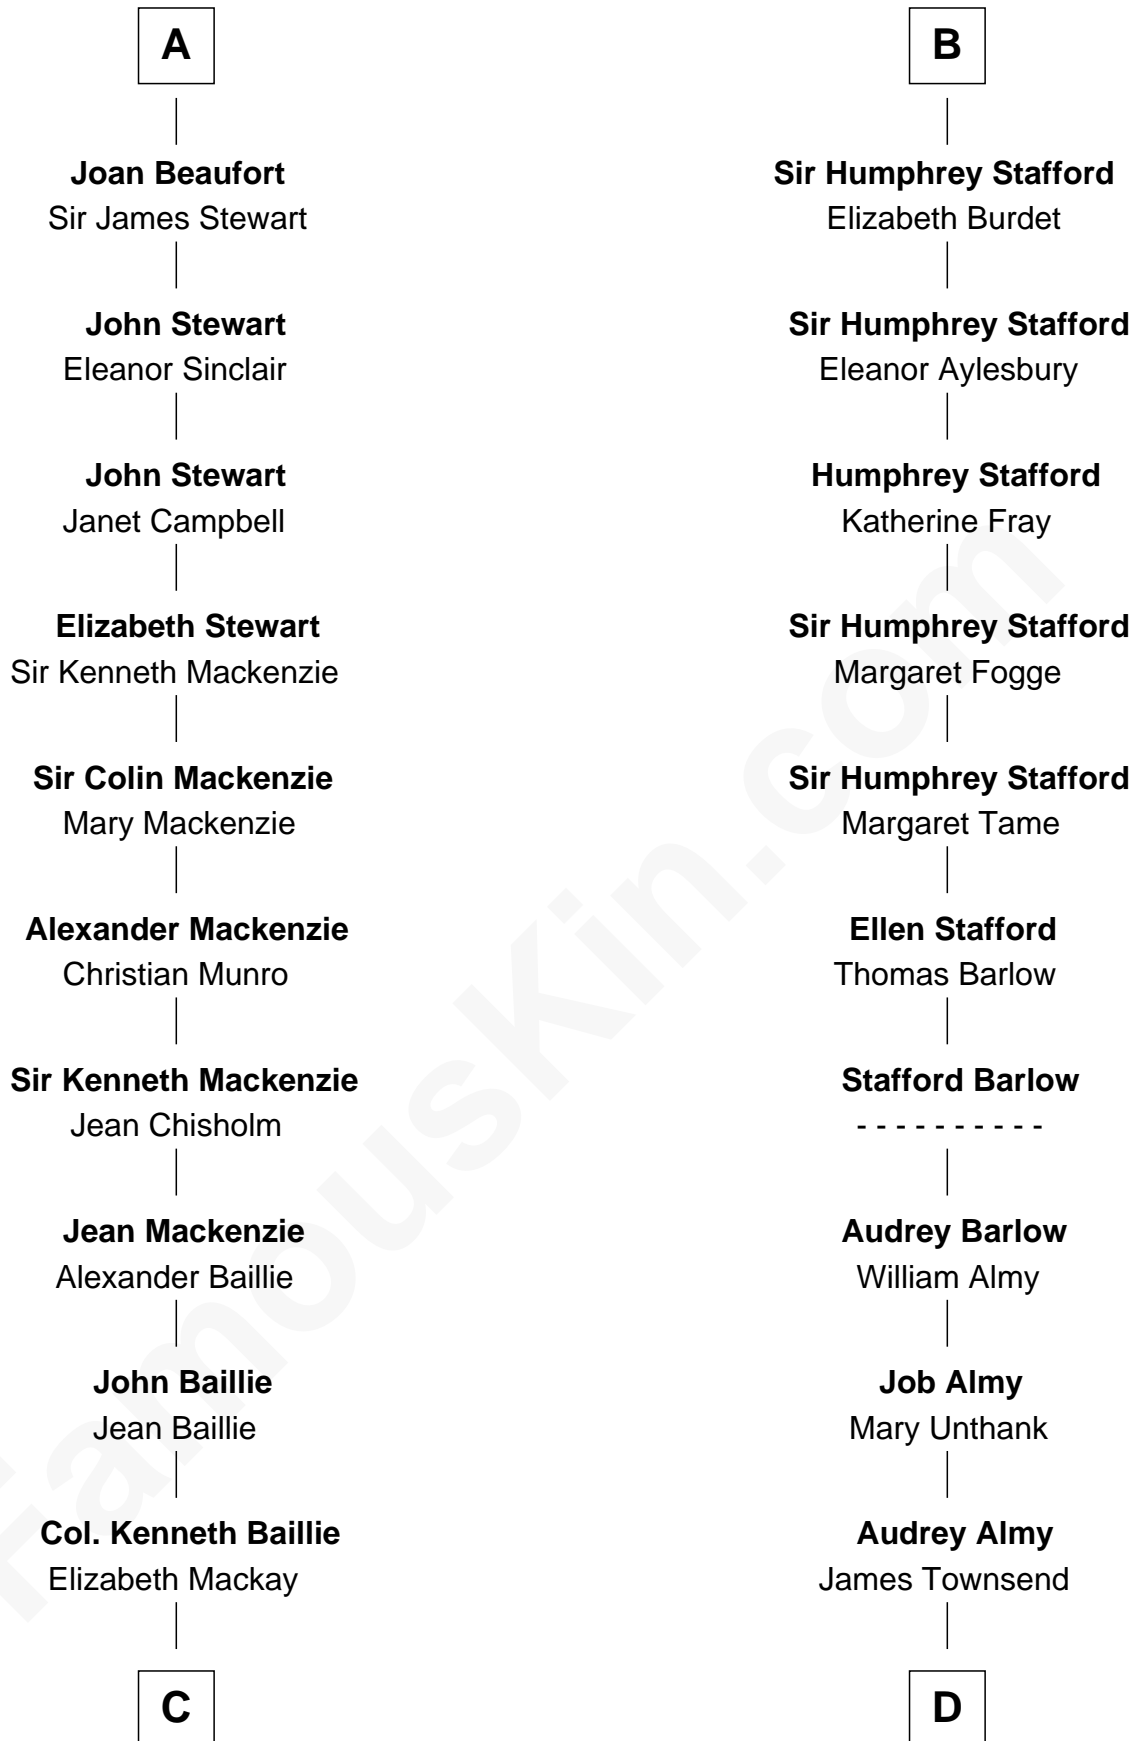 A
Joan Beaufort
Sir James Stewart
John Stewart
Eleanor Sinclair
John Stewart
Janet Campbell
Elizabeth Stewart
Sir Kenneth Mackenzie
Sir Colin Mackenzie
Mary Mackenzie
Alexander Mackenzie
Christian Munro
Sir Kenneth Mackenzie
Jean Chisholm
Jean Mackenzie
Alexander Baillie
John Baillie
Jean Baillie
Col. Kenneth Baillie
Elizabeth Mackay
C
B
Sir Humphrey Stafford
Elizabeth Burdet
Sir Humphrey Stafford
Eleanor Aylesbury
Humphrey Stafford
Katherine Fray
Sir Humphrey Stafford
Margaret Fogge
Sir Humphrey Stafford
Margaret Tame
Ellen Stafford
Thomas Barlow
Stafford Barlow
- - - - - - - - - -
Audrey Barlow
William Almy
Job Almy
Mary Unthank
Audrey Almy
James Townsend
D
FamousKin.com